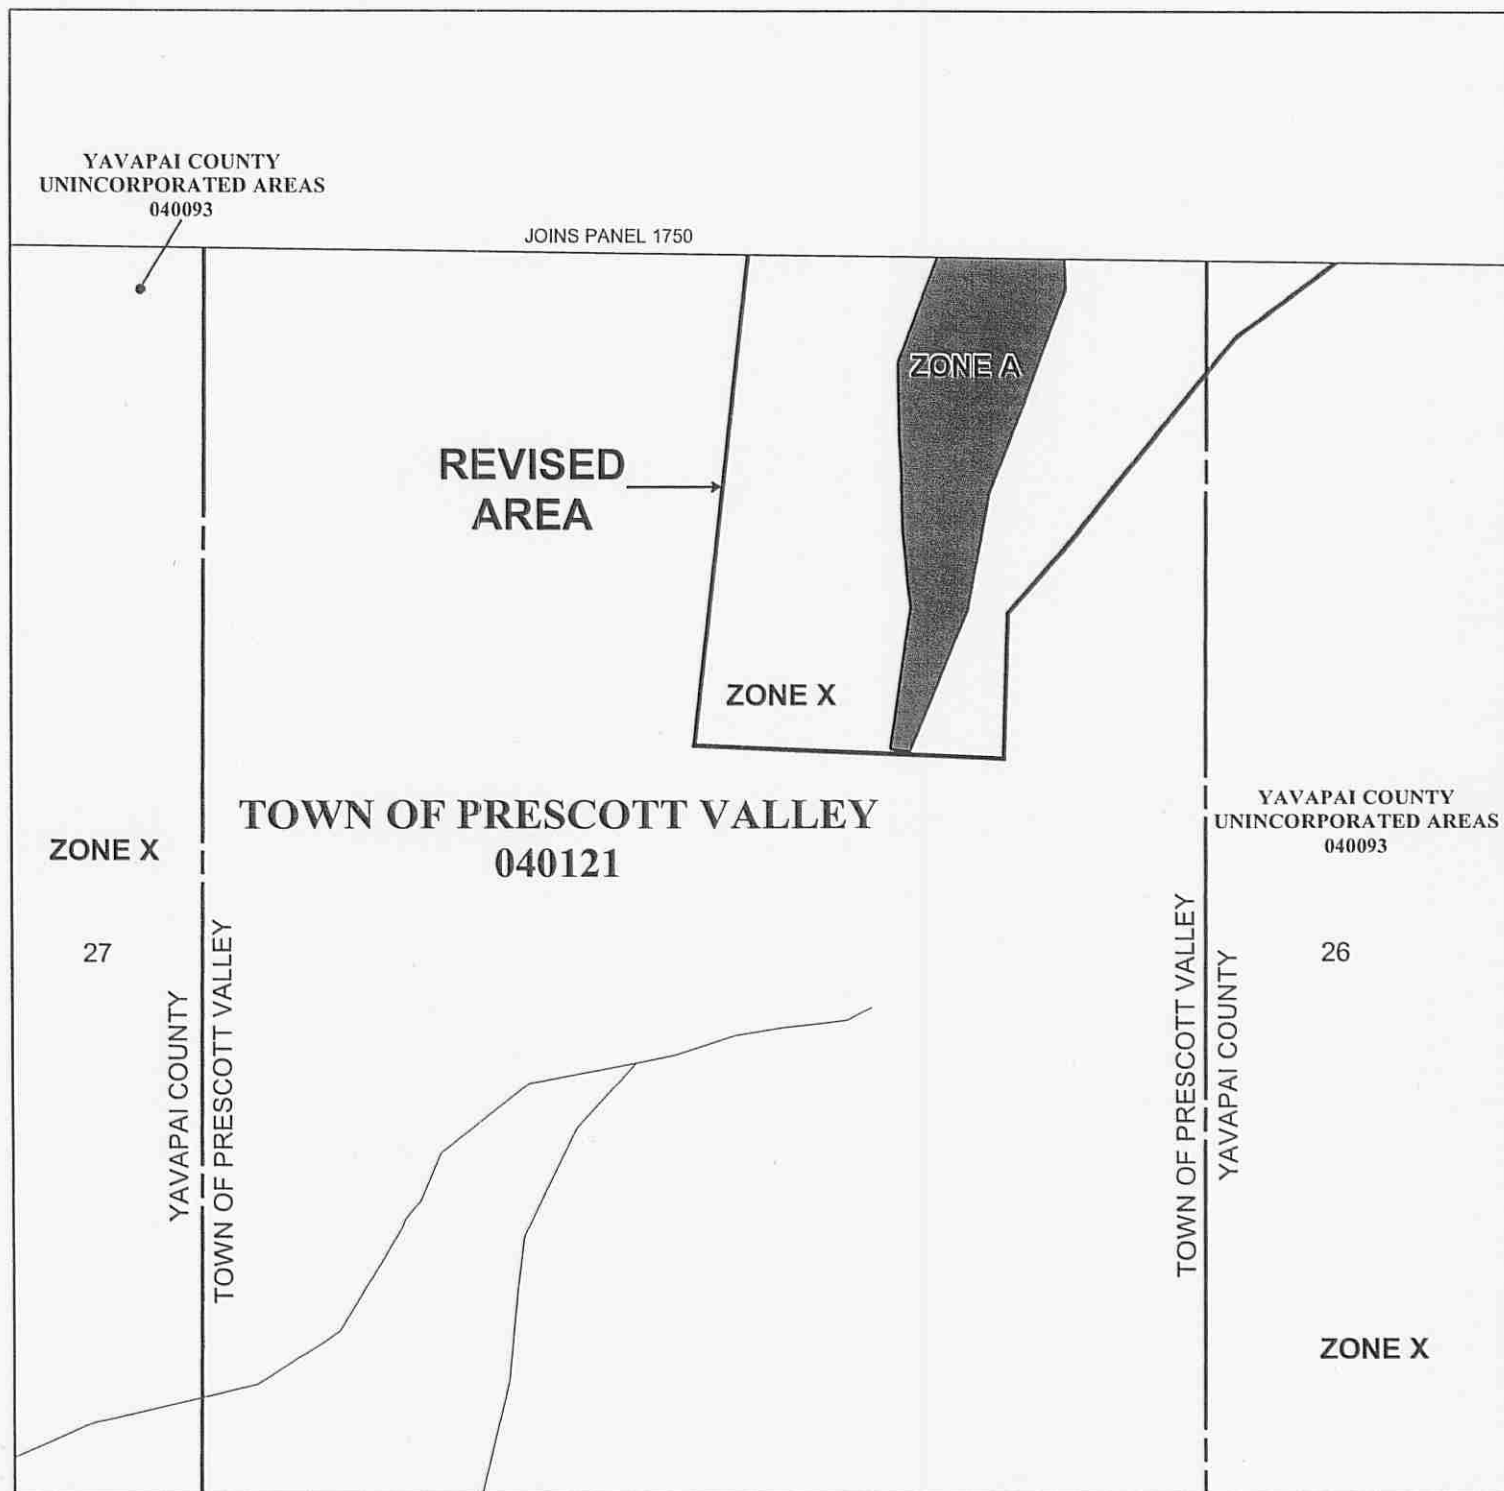 YAVAPAI COUNTY
UNINCORPORATED AREAS
040093
JOINS PANEL 1750
ZONE A
REVISED
AREA
ZONE X
TOWN OF PRESCOTT VALLEY
040121
ZONE X
27
YAVAPAI COUNTY
TOWN OF PRESCOTT VALLEY
YAVAPAI COUNTY
UNINCORPORATED AREAS
040093
26
TOWN OF PRESCOTT VALLEY
YAVAPAI COUNTY
ZONE X